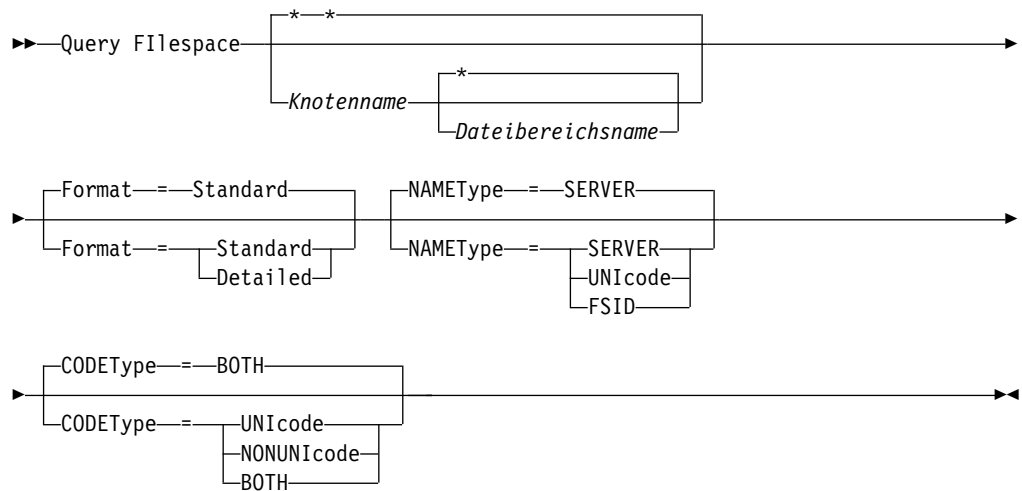 * *
Query FIlespace
*
Knotenname
Dateibereichsname
Format = Standard NAMEType = SERVER
Format = Standard NAMEType = SERVER
Detailed UNIcode
FSID
CODEType = BOTH
CODEType = UNIcode
NONUNIcode
BOTH